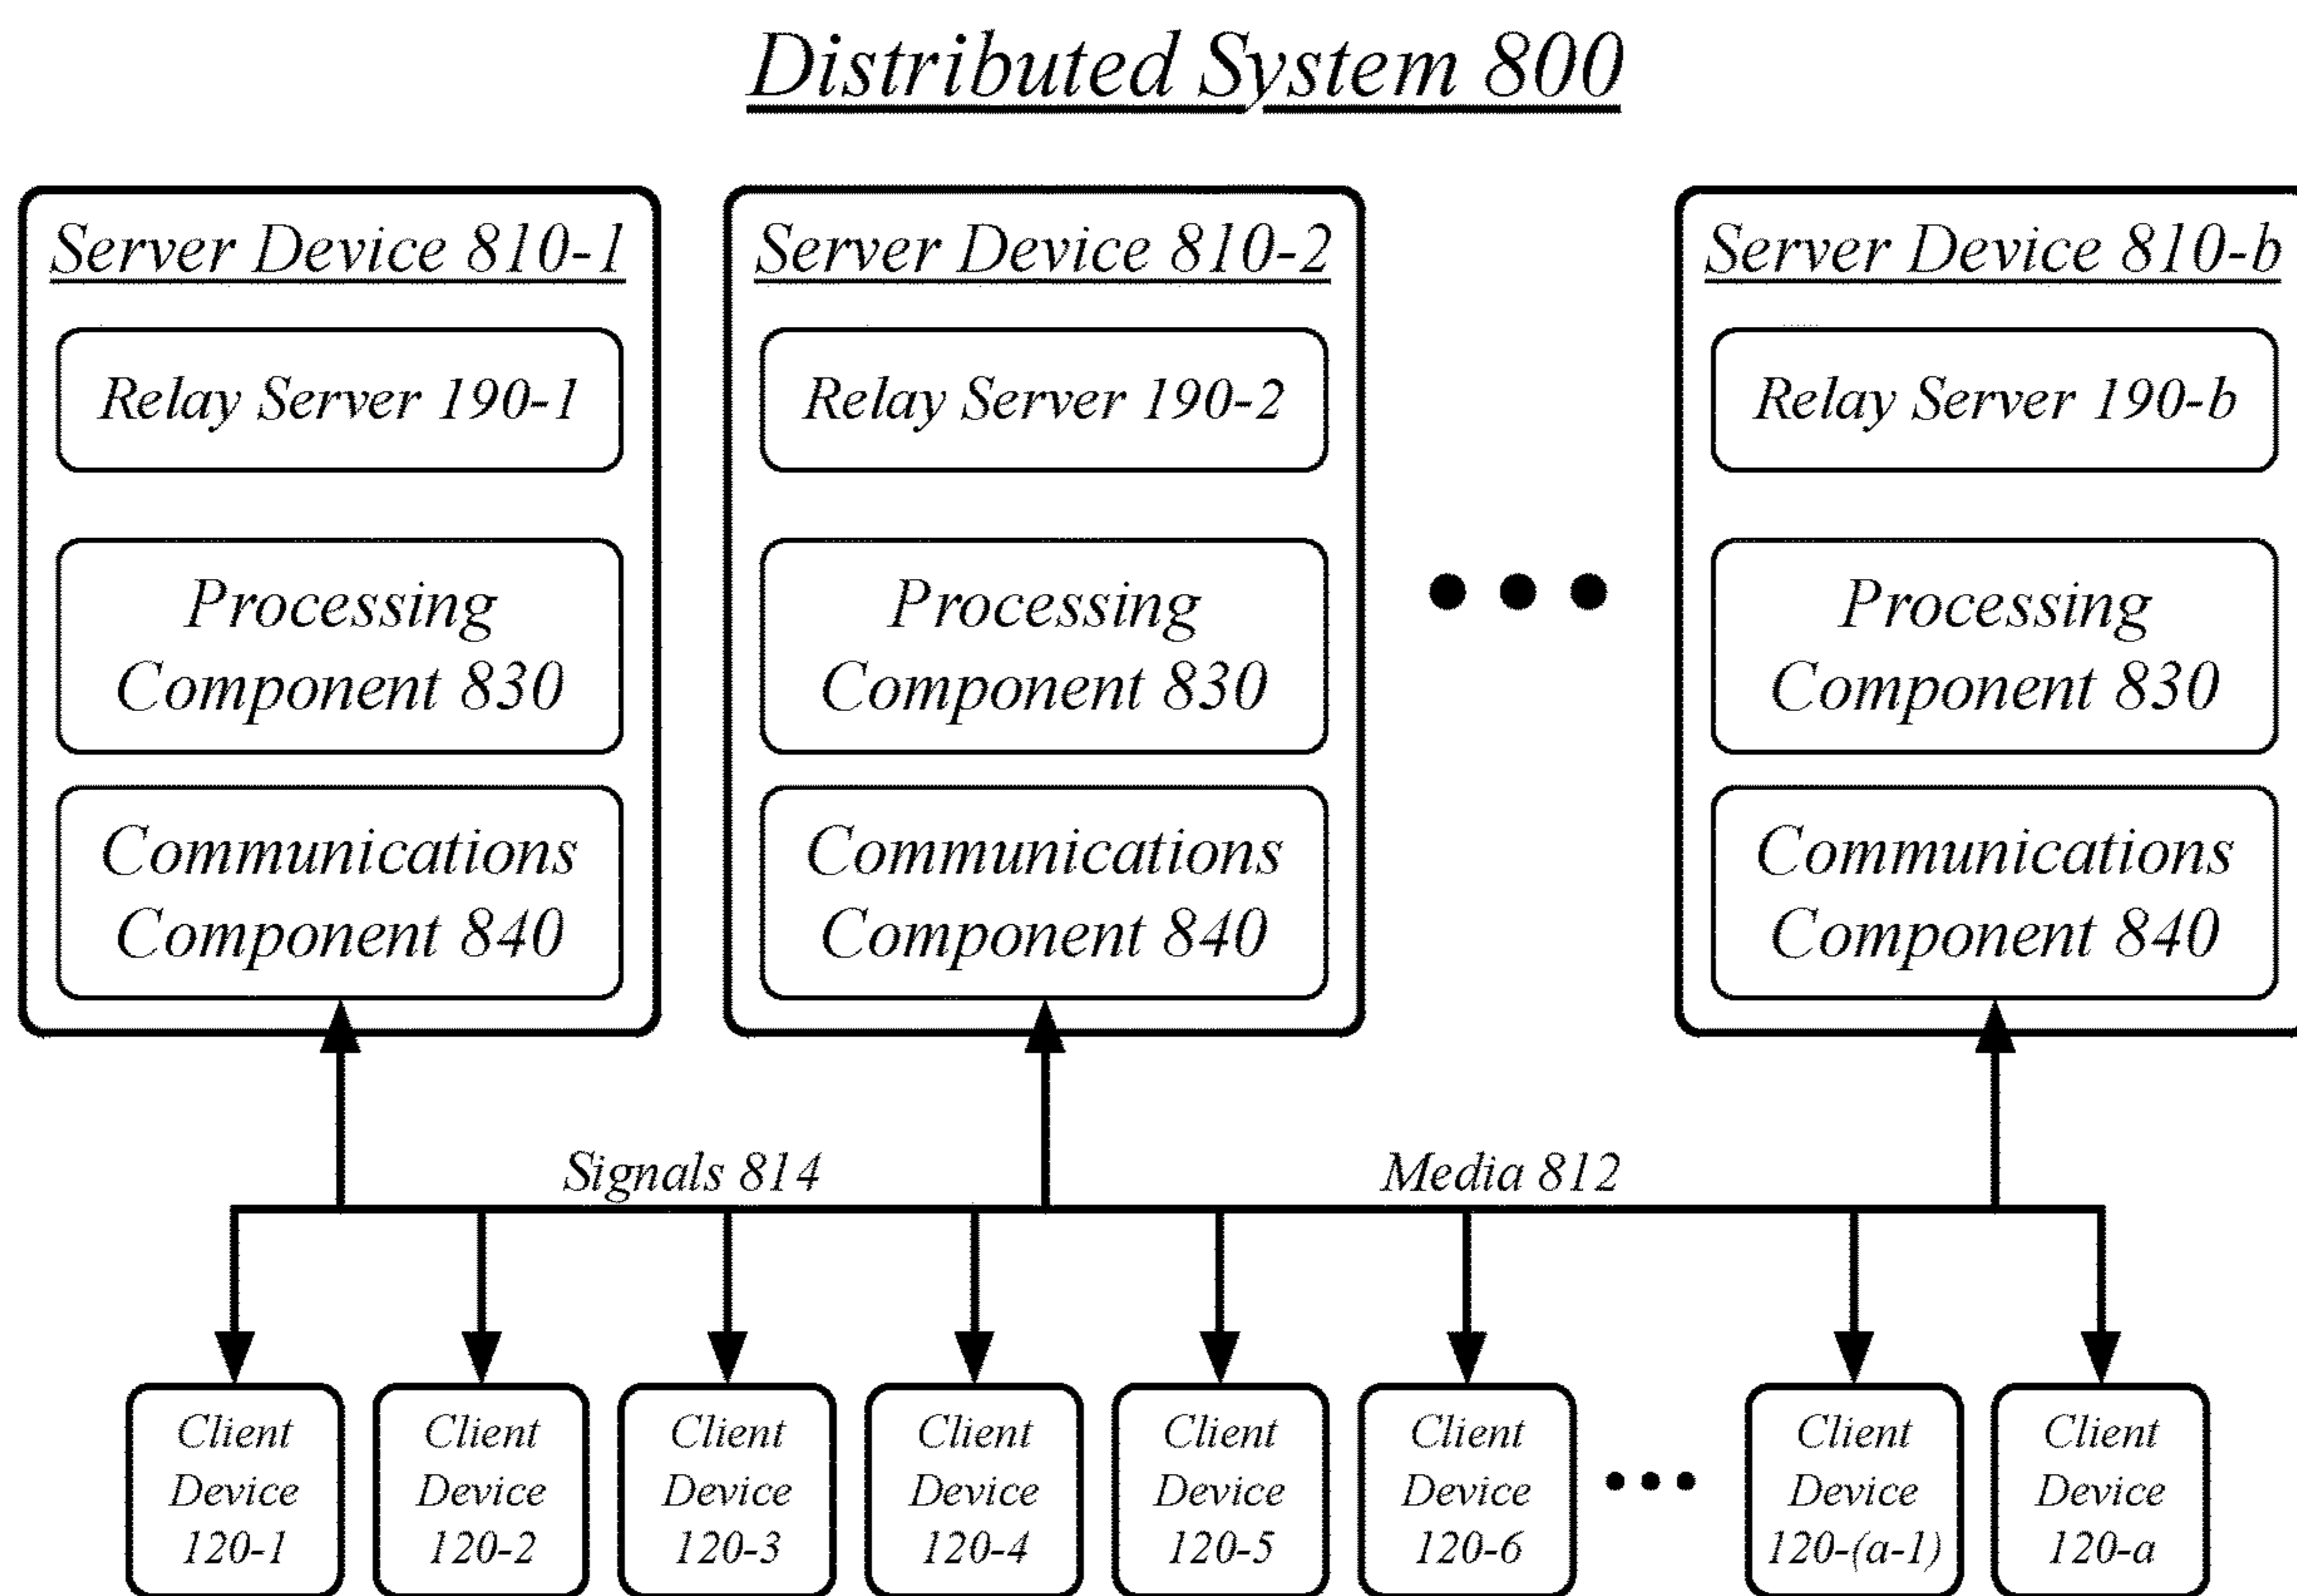 Distributed System 800
Server Device 810-1
Relay Server 190-1
Processing
Component 830
Communications
Component 840
Server Device 810-2
Relay Server 190-2
Processing
Component 830
Communications
Component 840
Server Device 810-b
Relay Server 190-b
Processing
Component 830
Communications
Component 840
Signals 814
Media 812
Client
Device
120-1
Client
Device
120-2
Client
Device
120-3
Client
Device
120-4
Client
Device
120-5
Client
Device
120-6
Client
Device
120-(a-1)
Client
Device
120-a